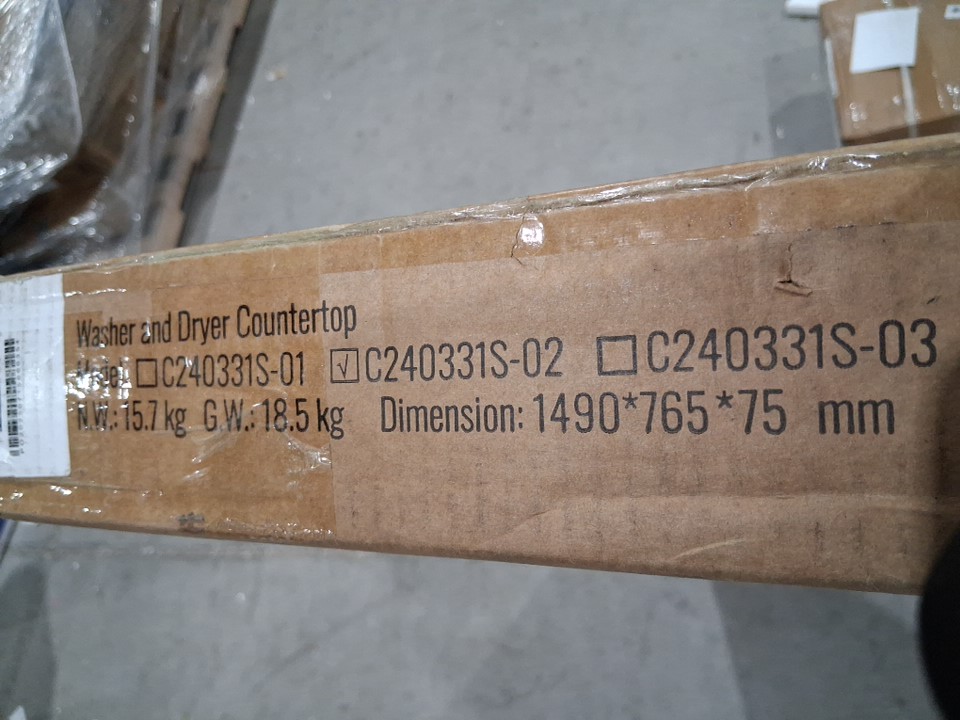 Washer and Dryer Countertop
Model: ☐C240331S-01 ☑C240331S-02 ☐C240331S-03
N.W.: 15.7 kg G.W.: 18.5 kg Dimension: 1490*765*75 mm